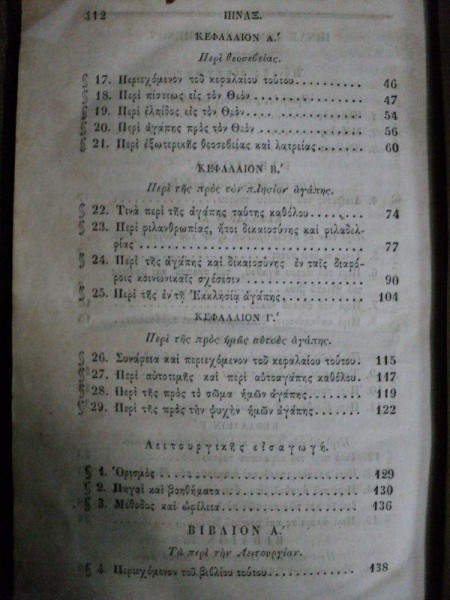 312 ΠΙΝΑΞ.
ΚΕΦΑΛΑΙΟΝ Α.'
Περὶ θεοσεβείας.
§ 17. Περιεχόμενον τοῦ κεφαλαίου τούτου.......... 46
§ 18. Περὶ πίστεως εἰς τὸν Θεόν................ 47
§ 19. Περὶ ἐλπίδος εἰς τὸν Θεόν................ 54
§ 20. Περὶ ἀγάπης πρὸς τὸν Θεόν................ 56
§ 21. Περὶ ἐξωτερικῆς θεοσεβείας καὶ λατρείας........ 60
ΚΕΦΑΛΑΙΟΝ Β.'
Περὶ τῆς πρὸς τὸν πλησίον ἀγάπης.
§ 22. Τινὰ περὶ τῆς ἀγάπης ταύτης καθόλου........ 74
§ 23. Περὶ φιλανθρωπίας, ἤτοι δικαιοσύνης καὶ φιλαδελ-
φίας.............................. 77
§ 24. Περὶ τῆς ἀγάπης καὶ δικαιοσύνης ἐν ταῖς διαφό-
ροις κοινωνικαῖς σχέσεσιν................ 90
§ 25. Περὶ τῆς ἐν τῇ Ἐκκλησίᾳ ἀγάπης............ 104
ΚΕΦΑΛΑΙΟΝ Γ.'
Περὶ τῆς πρὸς ἡμᾶς αὐτοὺς ἀγάπης.
§ 26. Συνάφεια καὶ περιεχόμενον τοῦ κεφαλαίου τούτου. 115
§ 27. Περὶ αὐτοτιμῆς καὶ περὶ αὐτοαγάπης καθόλου.... 117
§ 28. Περὶ τῆς πρὸς τὸ σῶμα ἡμῶν ἀγάπης........ 119
§ 29. Περὶ τῆς πρὸς τὴν ψυχὴν ἡμῶν ἀγάπης....... 122
Λειτουργικῆς εἰσαγωγή.
§ 1. Ὁρισμός................................ 129
§ 2. Πηγαὶ καὶ βοηθήματα.................... 130
§ 3. Μέθοδος καὶ ὠφέλεια.................... 136
ΒΙΒΛΙΟΝ Α.'
Τὰ περὶ τὴν Λειτουργίαν.
§ 4. Περιεχόμενον τοῦ βιβλίου τούτου............ 138